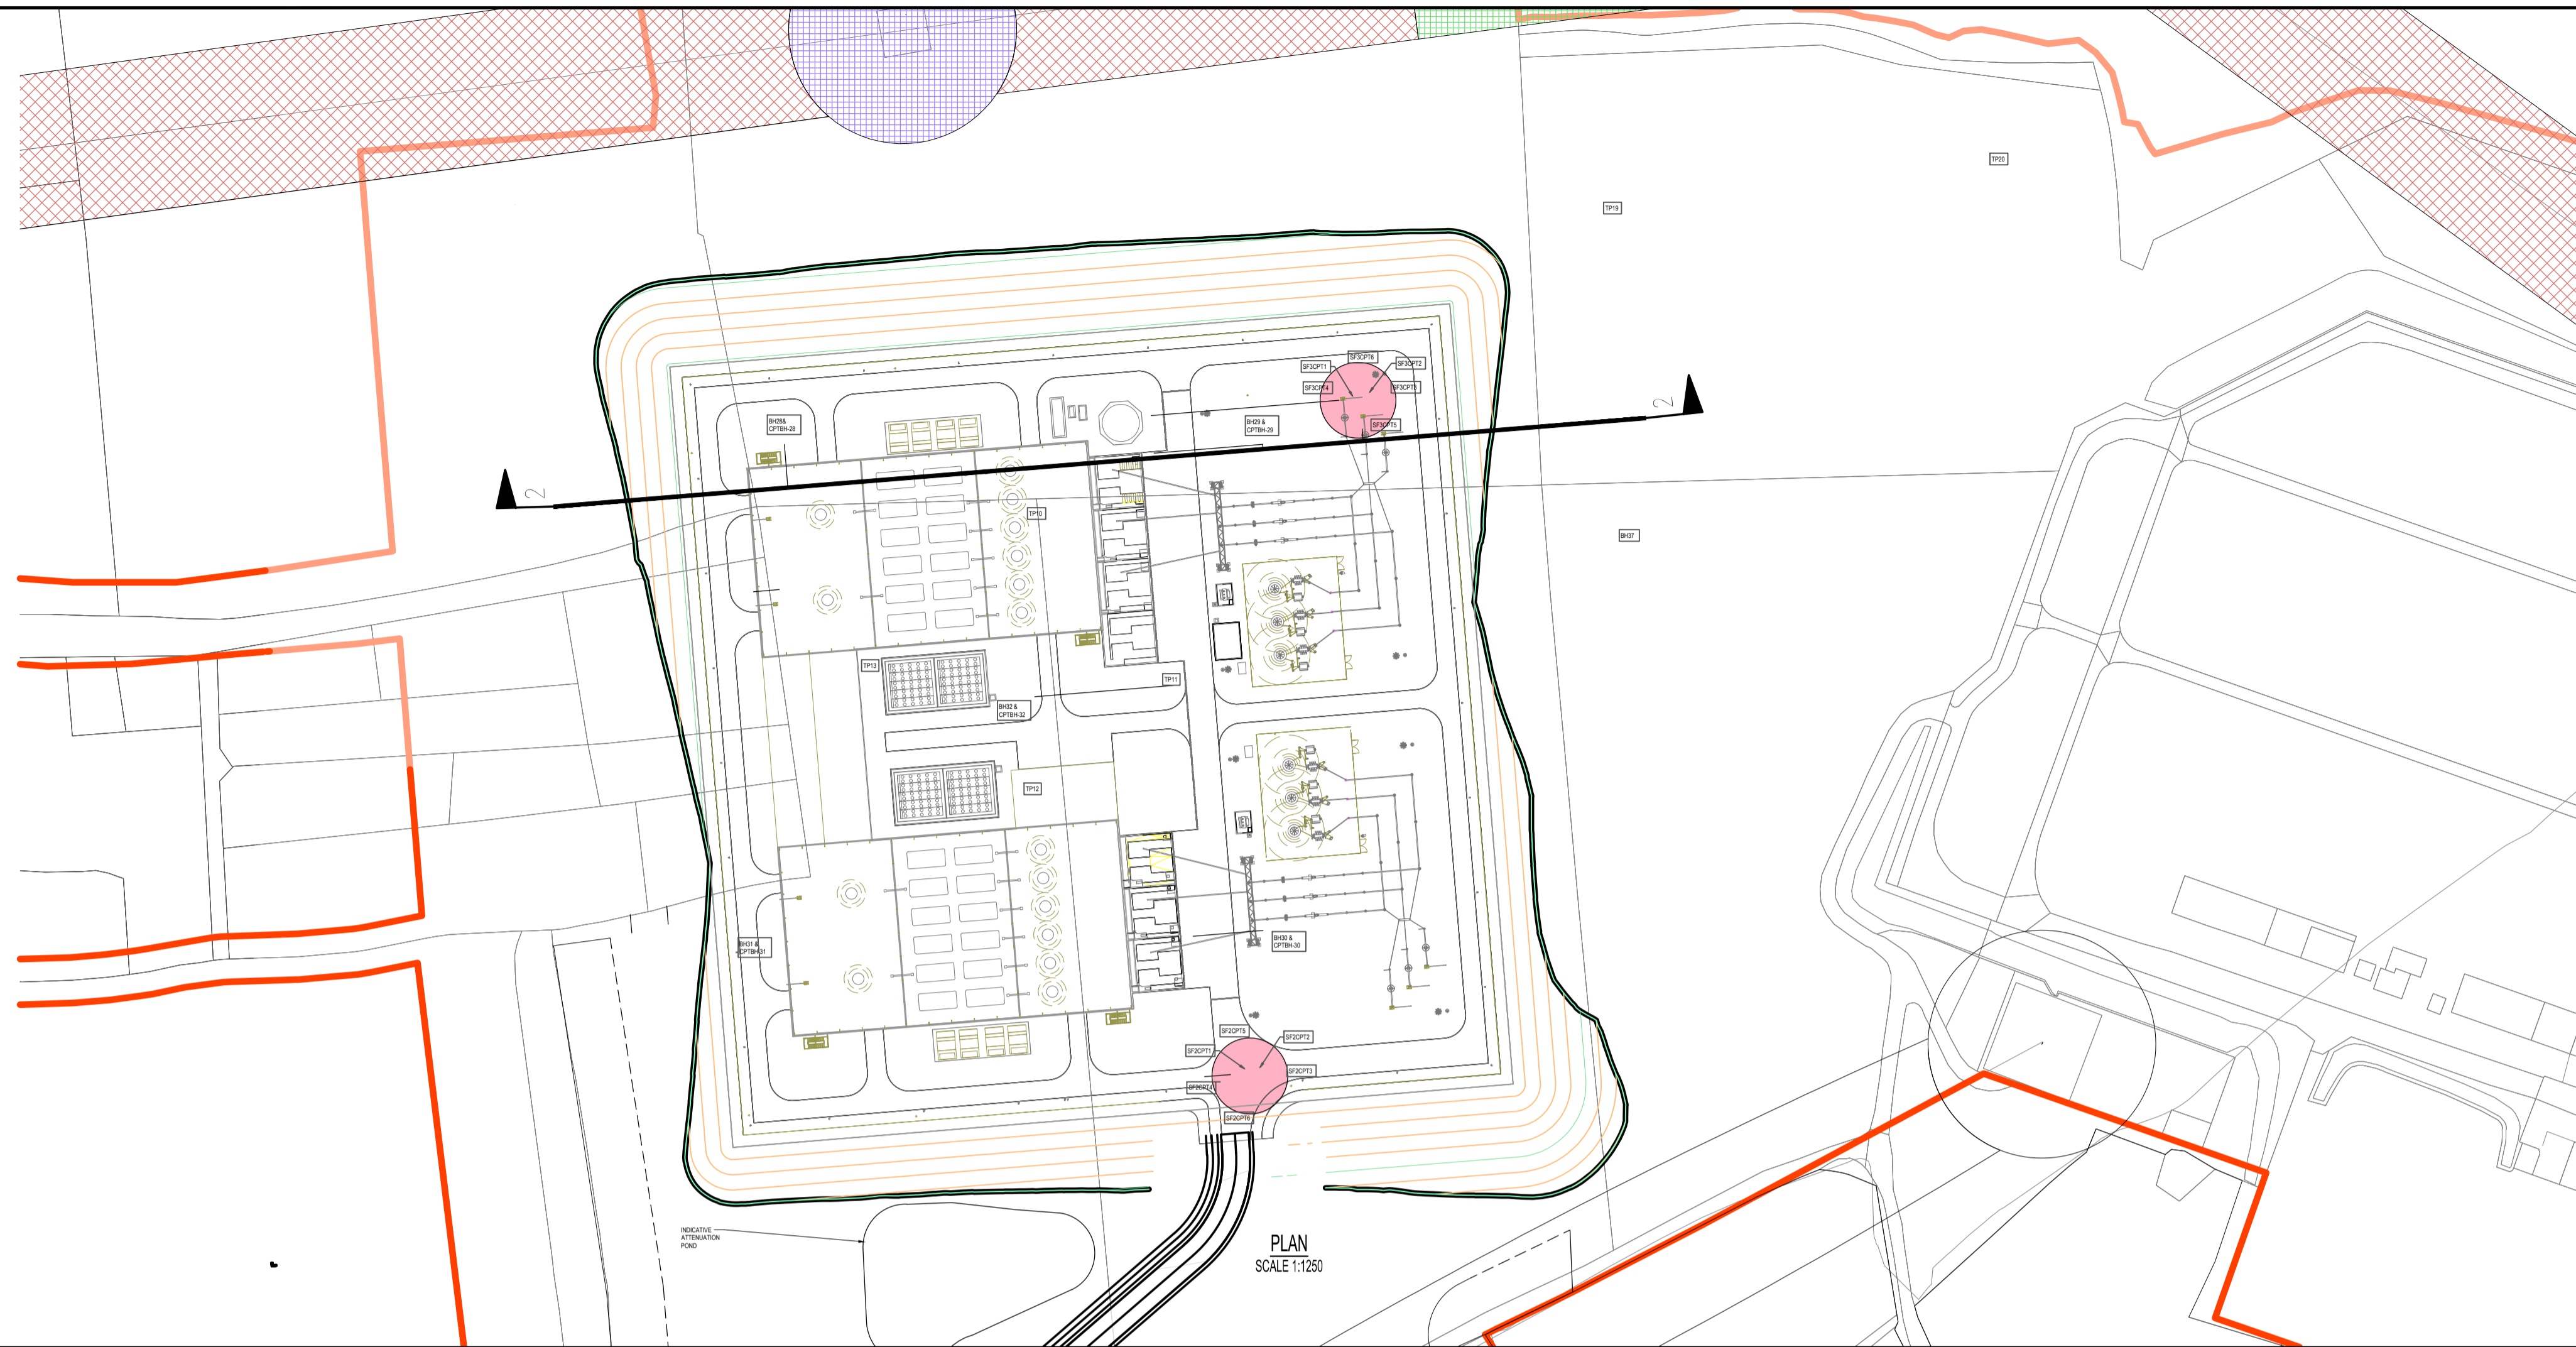 TP20
TP19
SF3CPT6
SF3CPT1
SF3CPT2
SF3CPT4
SF3CPT3
SF3CPT5
2
BH28&
CPTBH-28
BH29 &
CPTBH-29
2
TP10
BH37
TP13
TP11
BH32 &
CPTBH-32
TP12
BH31 &
CPTBH-31
BH30 &
CPTBH-30
SF2CPT5
SF2CPT2
SF2CPT1
SF2CPT3
SF2CPT4
SF2CPT6
INDICATIVE
ATTENUATION
POND
PLAN
SCALE 1:1250